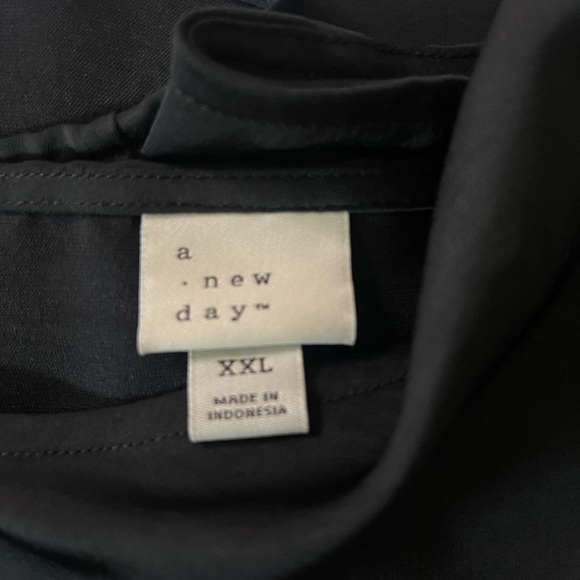 a
. new
day™
XXL
MADE IN
INDONESIA